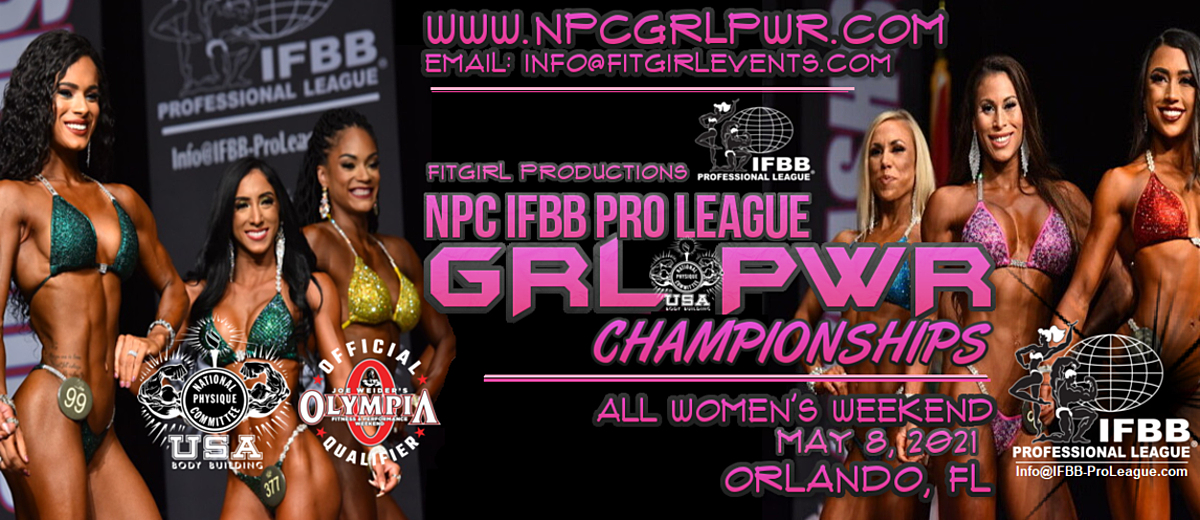 WWW.NPCGRLPWR.COM
EMAIL: INFO@FITGIRLEVENTS.COM
IFBB
PROFESSIONAL LEAGUE
Info@IFBB-ProLea
IFBB
PROFESSIONAL LEAGUE
FITGIRL PRODUCTIONS
NPC IFBB PRO LEAGUE
GRL PWR
NATIONAL
PHYSIQUE
COMMITTEE
USA
BODY BUILDING
CHAMPIONSHIPS
ALL WOMEN'S WEEKEND
MAY 8, 2021
ORLANDO, FL
99
377
NATIONAL
PHYSIQUE
COMMITTEE
USA
BODY BUILDING
OFFICIAL
JOE WEIDER'S
OLYMPIA
FITNESS & PERFORMANCE
WEEKEND
QUALIFIER
IFBB
PROFESSIONAL LEAGUE
Info@IFBB-ProLeague.com